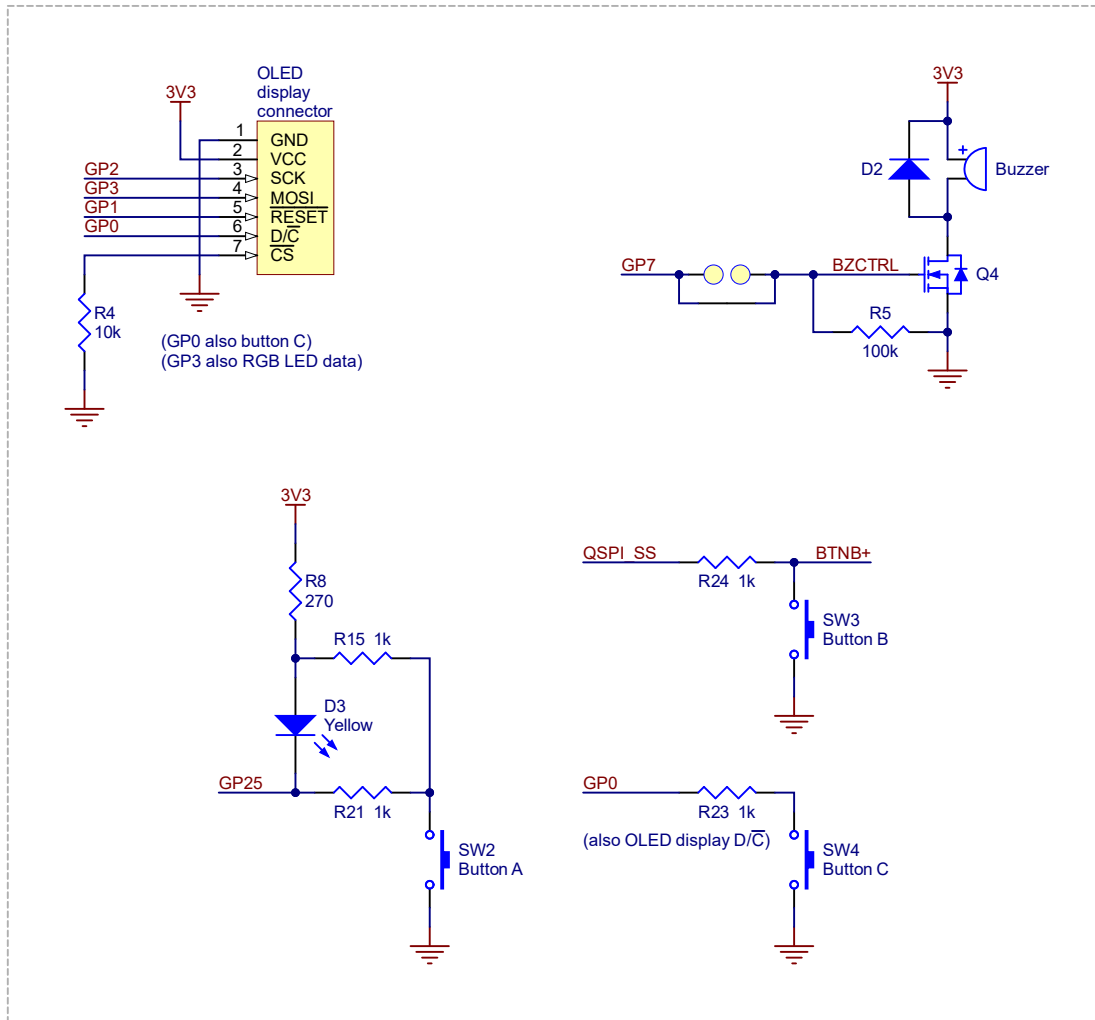 OLED
display
connector
3V3
1 GND
2 VCC
GP2 3 SCK
GP3 4 MOSI
GP1 5 RESET
GP0 6 D/C
7 CS
R4
10k
(GP0 also button C)
(GP3 also RGB LED data)
3V3
D2
+
Buzzer
GP7
BZCTRL
Q4
R5
100k
3V3
R8
270
R15 1k
D3
Yellow
GP25
R21 1k
SW2
Button A
QSPI_SS
BTNB+
R24 1k
SW3
Button B
GP0
R23 1k
(also OLED display D/C)
SW4
Button C